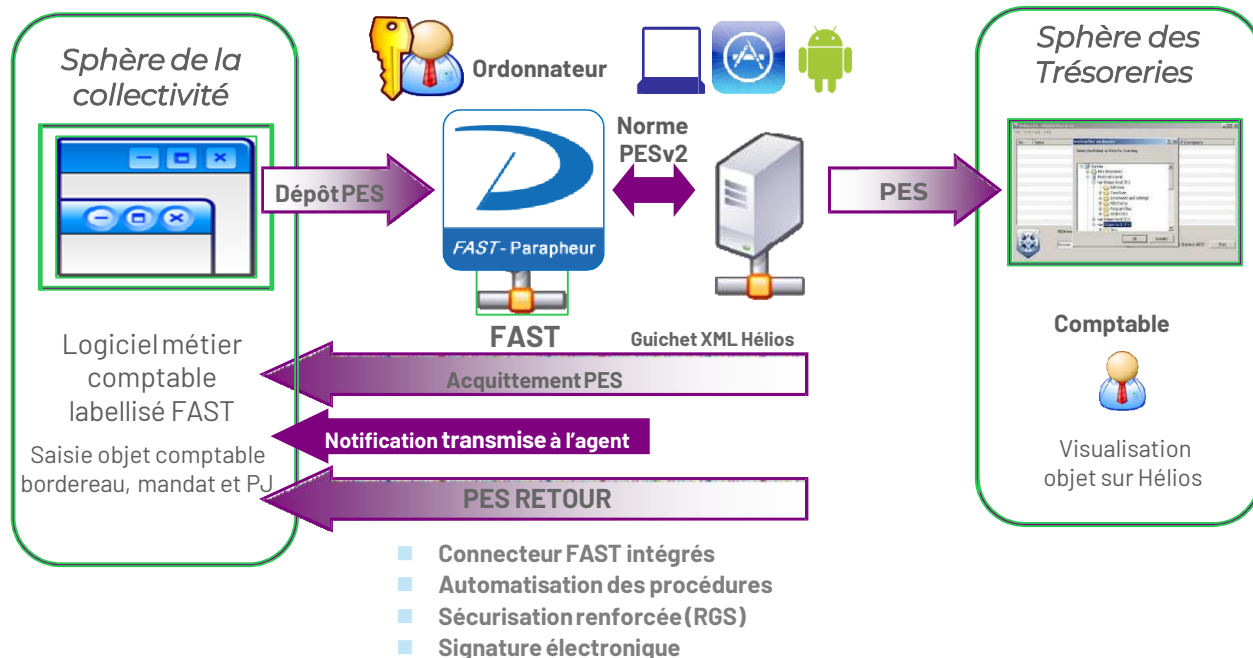 Sphère de la
collectivité
Ordonnateur
Sphère des
Trésoreries
Dépôt PES
FAST - Parapheur
Norme
PESv2
PES
FAST
Guichet XML Hélios
Logiciel métier
comptable
labellisé FAST
Saisie objet comptable
bordereau, mandat et PJ
Acquittement PES
Notification transmise à l'agent
PES RETOUR
Comptable
Visualisation
objet sur Hélios
Connecteur FAST intégrés
Automatisation des procédures
Sécurisation renforcée (RGS)
Signature électronique